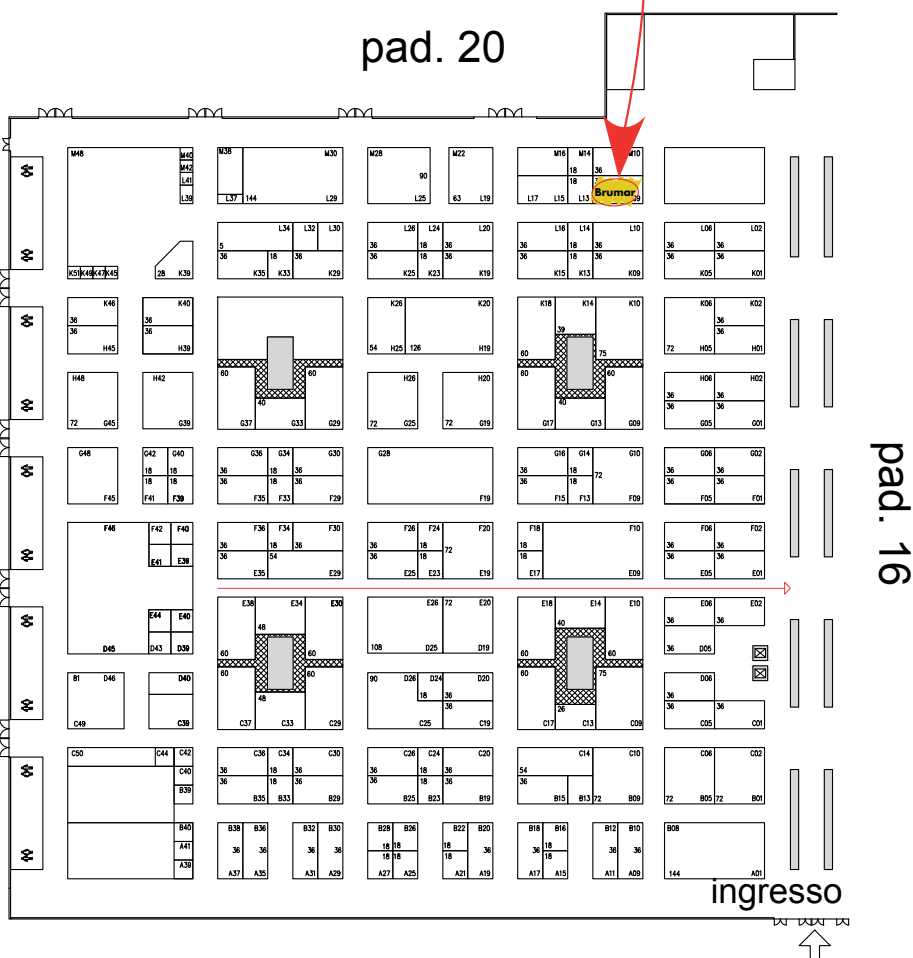 pad. 20
M48 M40 M38 M30 M28 M22 M16 M14 M10
M42 90 18 36
L41 18
L39 L37 144 L29 L25 63 L19 L17 L15 L13 Brumar
L34 L32 L30 L26 L24 L20 L16 L14 L10 L06 L02
5 36 18 36 36 18 36 36 36
36 18 36 36 18 36 36 18 36 36 36
K51 K49 K47 K45 28 K39 K35 K33 K29 K25 K23 K19 K15 K13 K09 K05 K01
K46 K40 K26 K20 K18 K14 K10 K06 K02
36 36 39 36
36 36 36
H45 H39 54 H25 126 H19 60 75 72 H05 H01
60 60 60 60
H48 H42 H26 H20 H06 H02
40 40 36 36
36 36
72 G45 G39 G37 G33 G29 72 G25 72 G19 G17 G13 G09 G05 G01
G48 G42 G40 G36 G34 G30 G28 G16 G14 G10 G06 G02
18 18 36 18 36 36 18 72 36 36
18 18 36 18 36 36 18 36 36
F45 F41 F39 F35 F33 F29 F19 F15 F13 F09 F05 F01
pad. 16
F46 F42 F40 F36 F34 F30 F26 F24 F20 F18 F10 F06 F02
36 18 36 36 18 72 18 36 36
36 54 36 18 18 36 36
E41 E39 E35 E29 E25 E23 E19 E17 E09 E05 E01
E38 E34 E30 E26 72 E20 E18 E14 E10 E06 E02
E44 E40 48 40 36 36
D45 D43 D39 60 60 108 D25 D19 60 60 36 D05
81 D46 D40 60 60 90 D26 D24 D20 60 75 D06
48 18 36 26 36
36 36 36
C49 C39 C37 C33 C29 C25 C19 C17 C13 C09 C05 C01
C50 C44 C42 C36 C34 C30 C26 C24 C20 C14 C10 C06 C02
C40 36 18 36 36 18 36 54
36 18 36 36 18 36 36
B39 B35 B33 B29 B25 B23 B19 B15 B13 72 B09 72 B05 72 B01
B40 B38 B36 B32 B30 B28 B26 B22 B20 B18 B16 B12 B10 B08
A41 36 36 36 36 18 18 18 36 36 18 36 36
18 18 18 18
A39 A37 A35 A31 A29 A27 A25 A21 A19 A17 A15 A11 A09 144 A01
ingresso